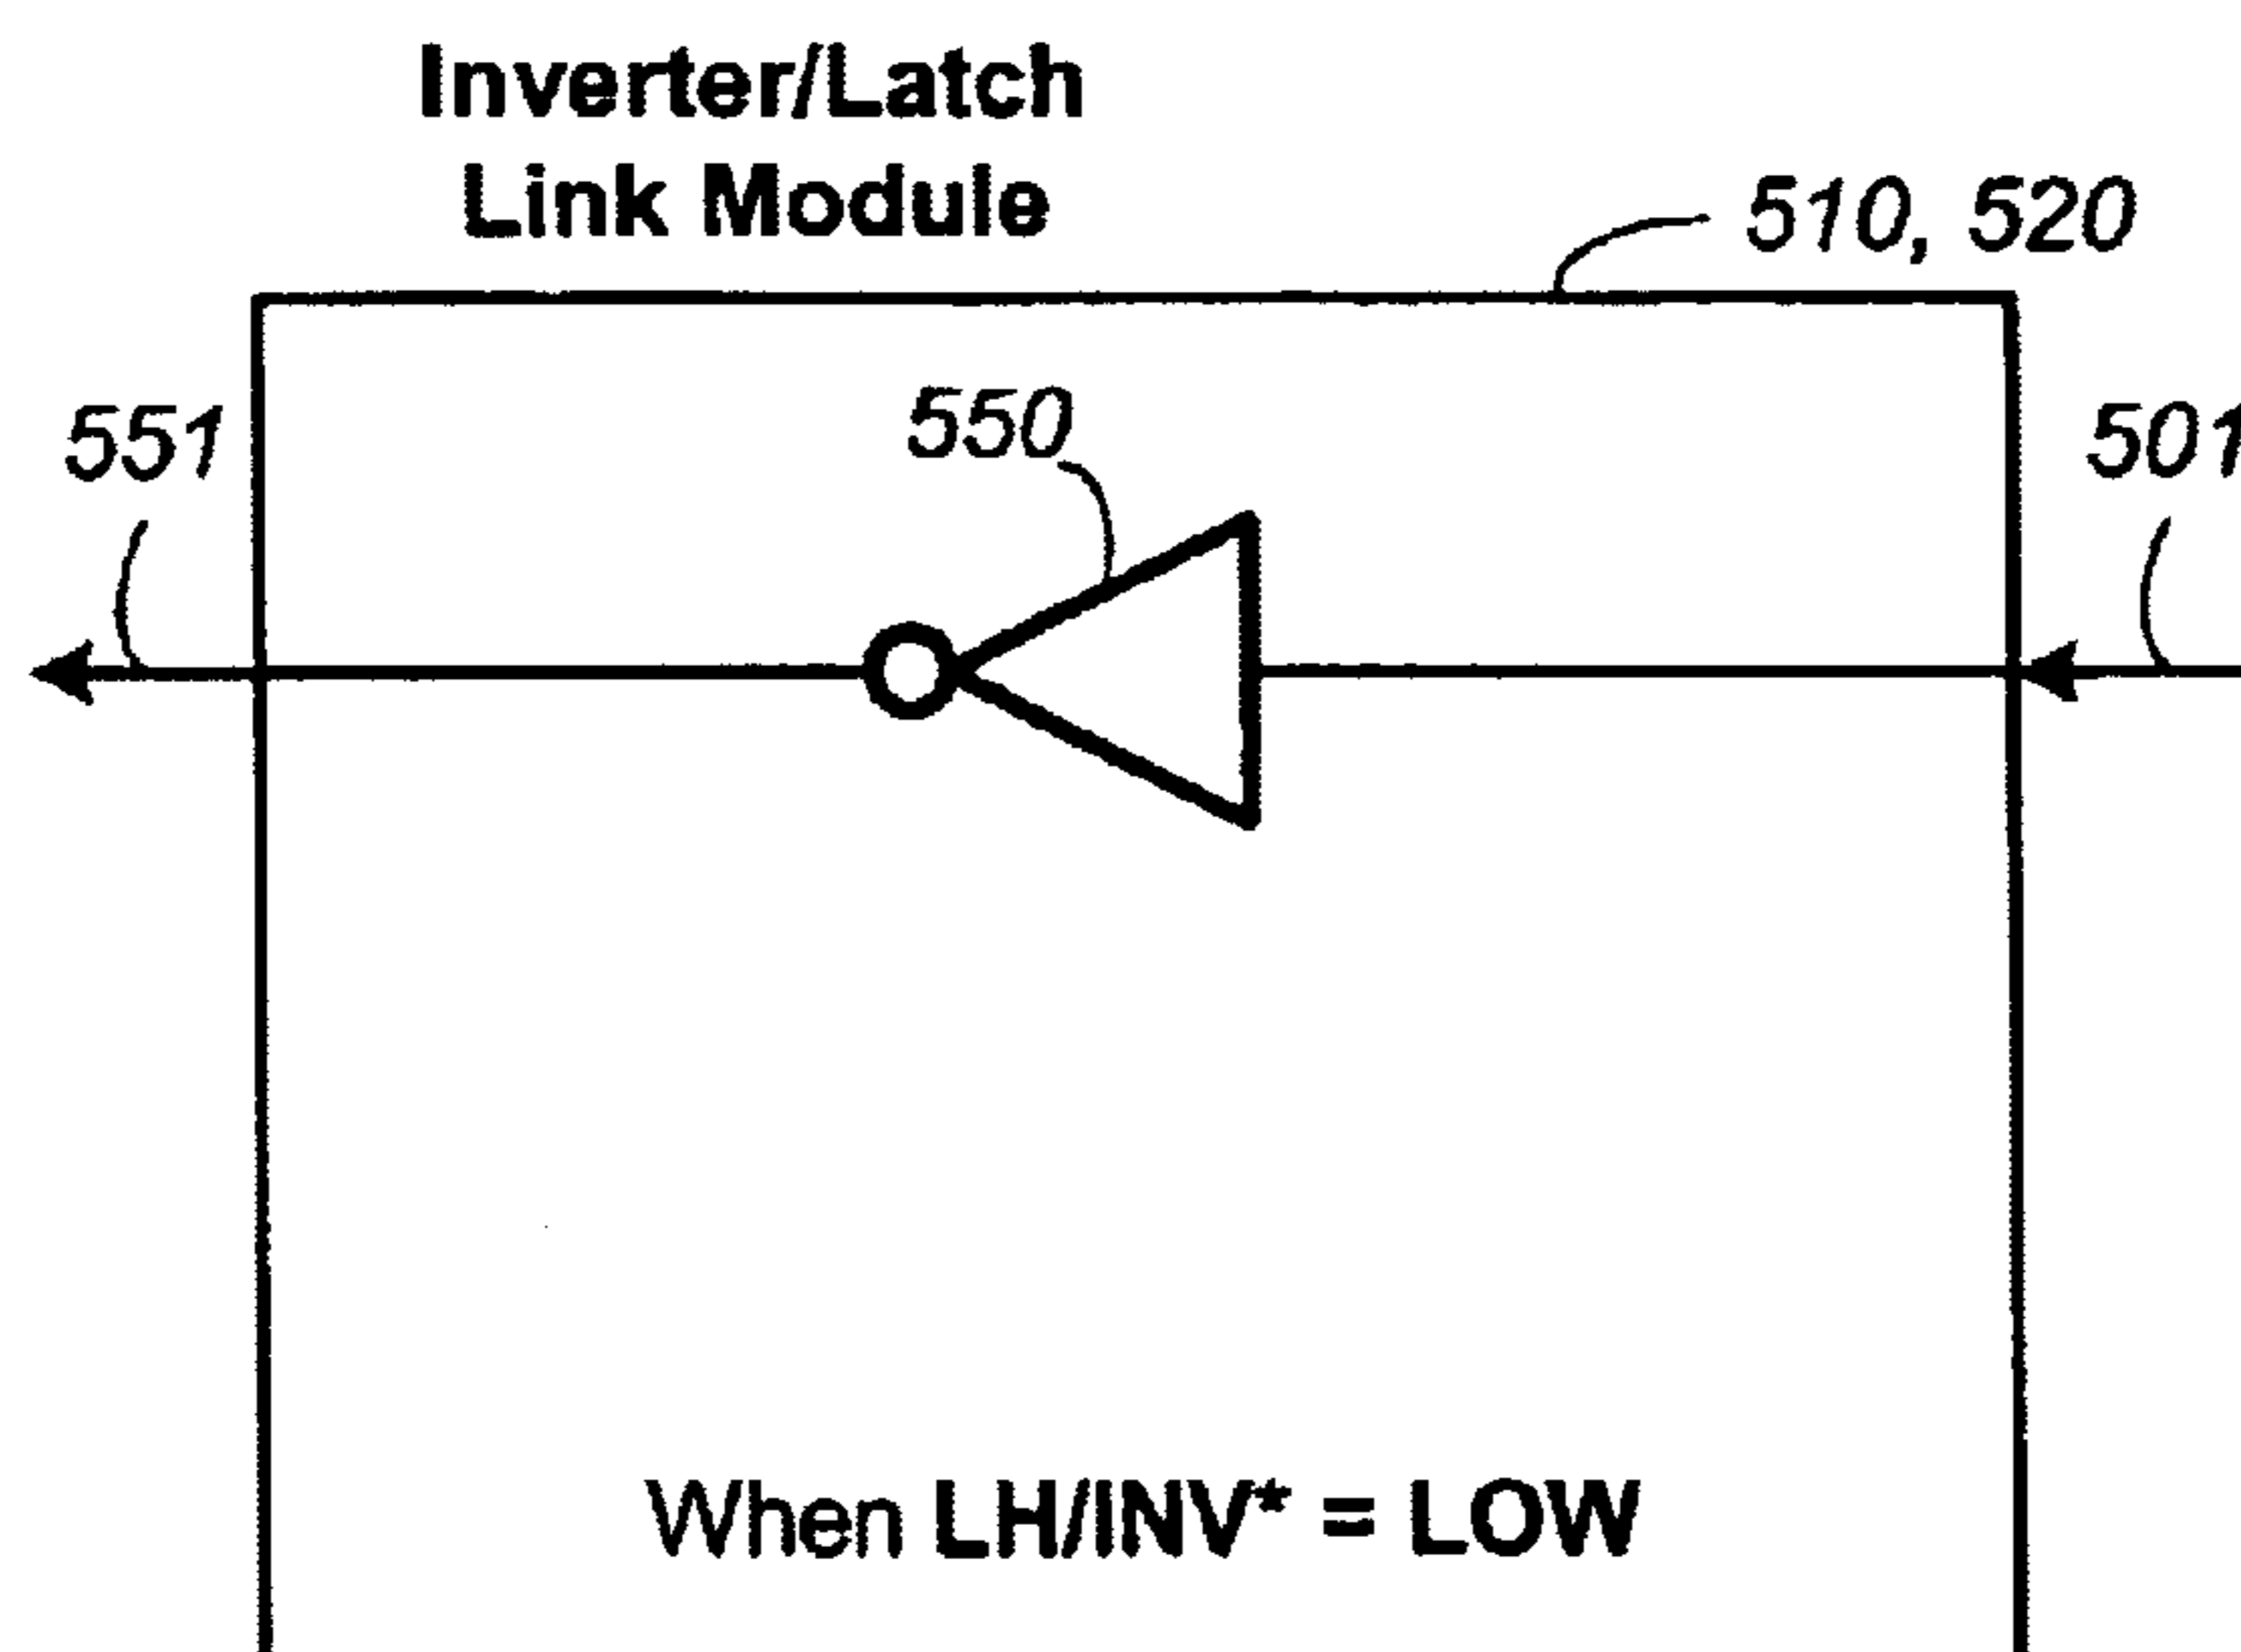 Inverter/Latch
Link Module
510, 520
551
550
501
When LH/INV* = LOW